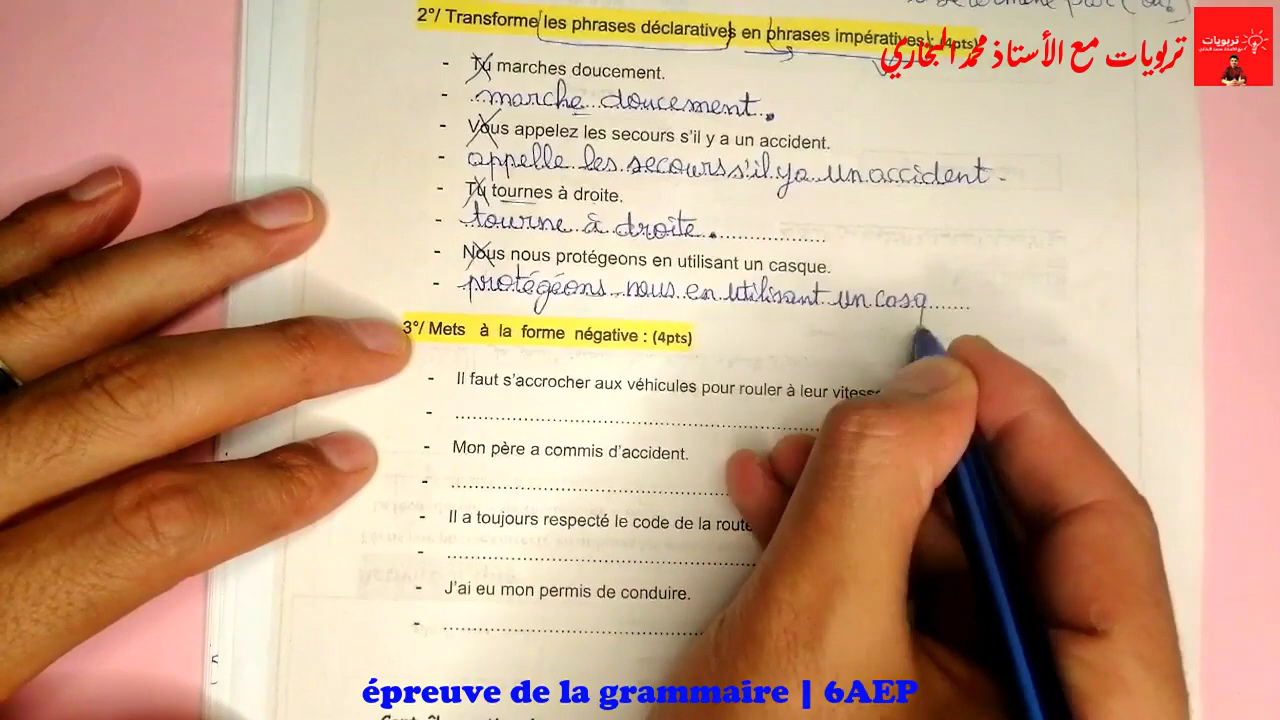 2°/ Transforme les phrases déclaratives en phrases impératives : (4pts)
تربويات مع الأستاذ محمد البجاري
تربويات
- Tu marches doucement.
- marche doucement.
- Vous appelez les secours s'il y a un accident.
- appelle les secours s'il ya un accident.
- Tu tournes à droite.
- tourne à droite.
- Nous nous protégeons en utilisant un casque.
- protégéons nous en utilisant un casq
3°/ Mets à la forme négative : (4pts)
- Il faut s'accrocher aux véhicules pour rouler à leur vitesse
- 
- Mon père a commis d'accident.
- 
- Il a toujours respecté le code de la route
- 
- J'ai eu mon permis de conduire.
- 
épreuve de la grammaire | 6AEP